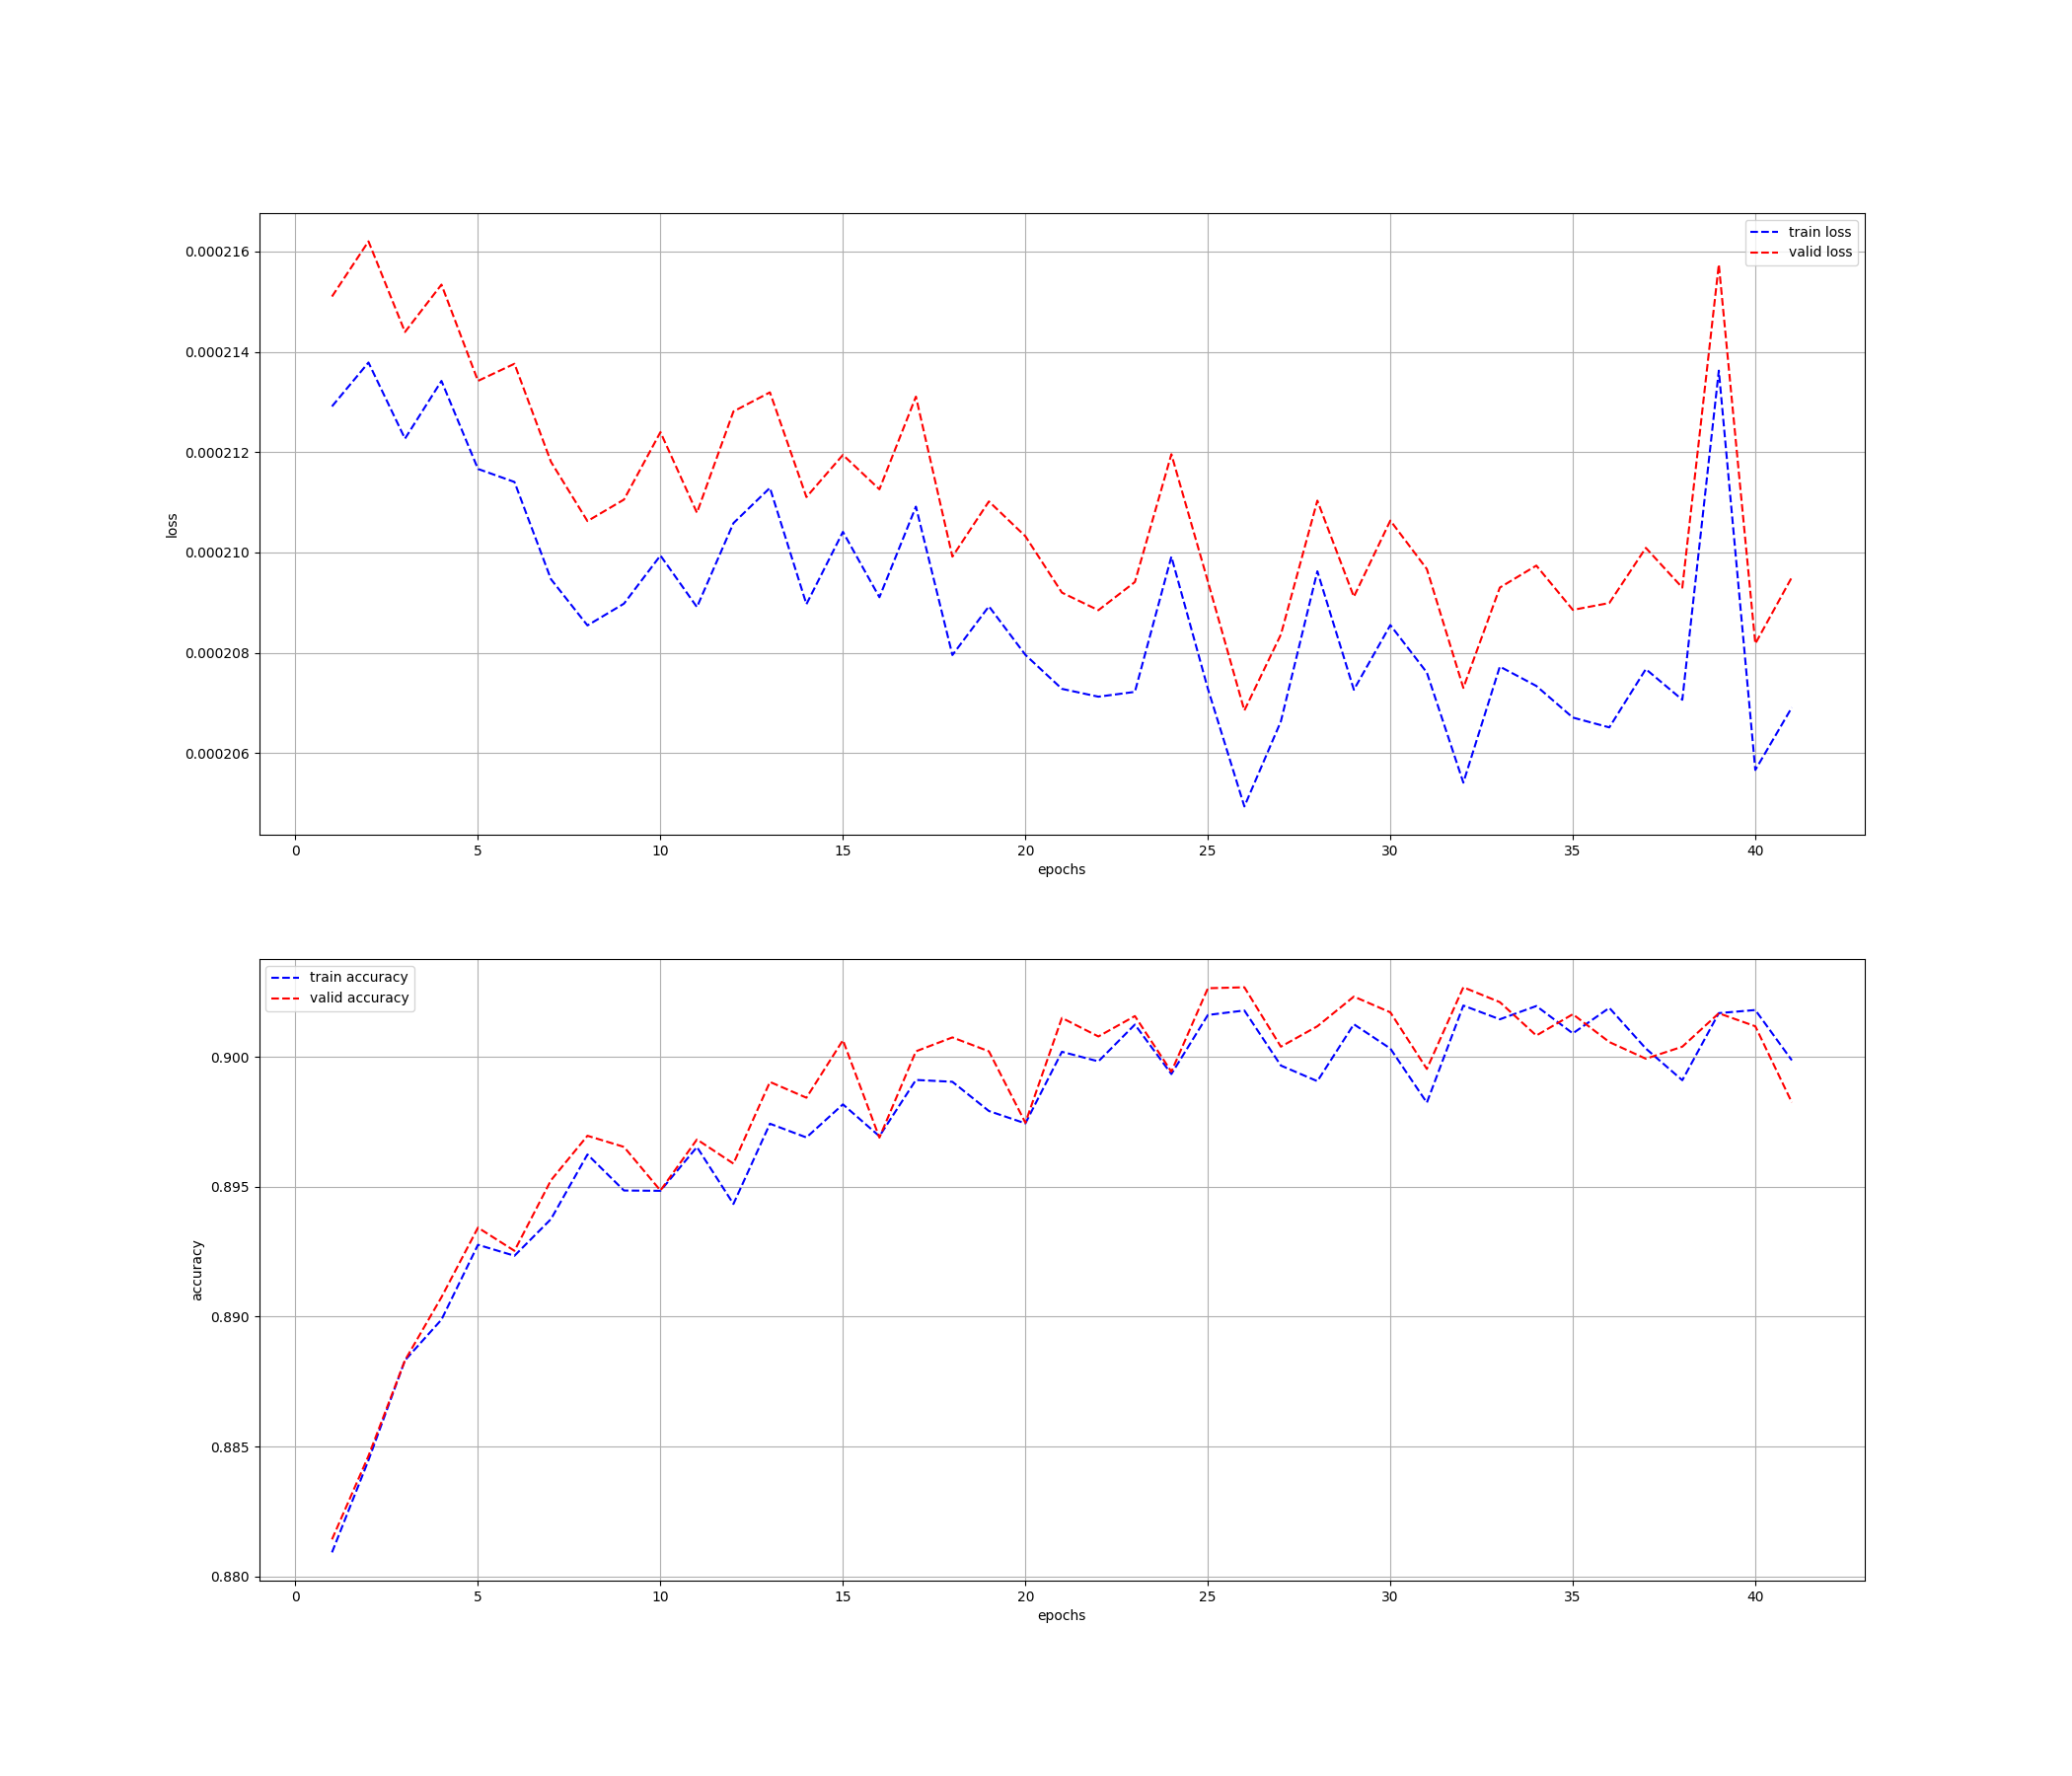 train loss
valid loss
0.000216
0.000214
0.000212
0.000210
0.000208
0.000206
loss
0 5 10 15 20 25 30 35 40
epochs
train accuracy
valid accuracy
0.900
0.895
0.890
0.885
0.880
accuracy
0 5 10 15 20 25 30 35 40
epochs